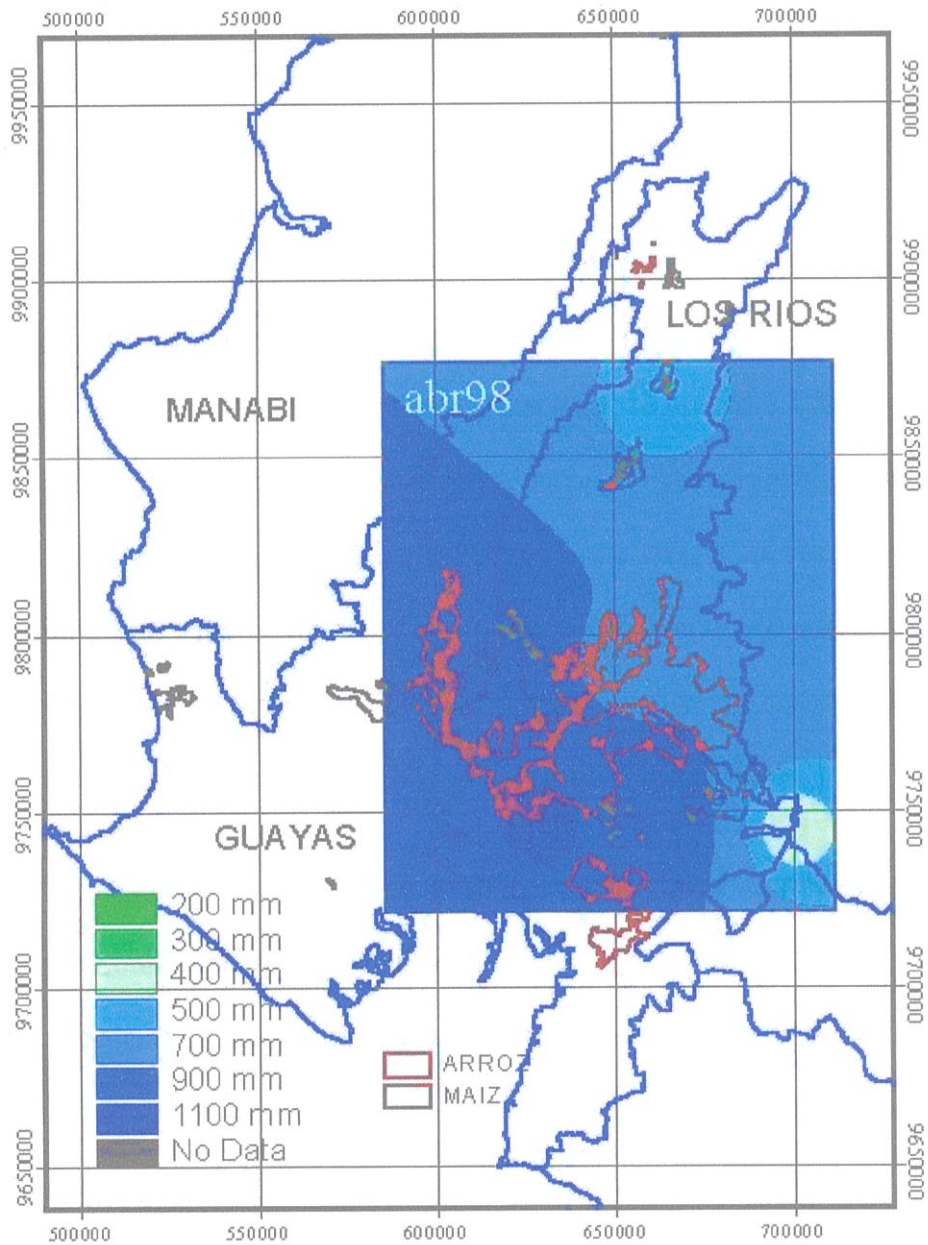 500000 550000 600000 650000 700000
9950000 9950000
9900000 9900000
LOS RIOS
abr98
MANABI
9850000 9850000
9800000 9800000
9750000 9750000
GUAYAS
200 mm
300 mm
400 mm
9700000 9700000
500 mm
700 mm
ARROZ
900 mm
MAIZ
1100 mm
No Data
9650000 9650000
500000 550000 600000 650000 700000